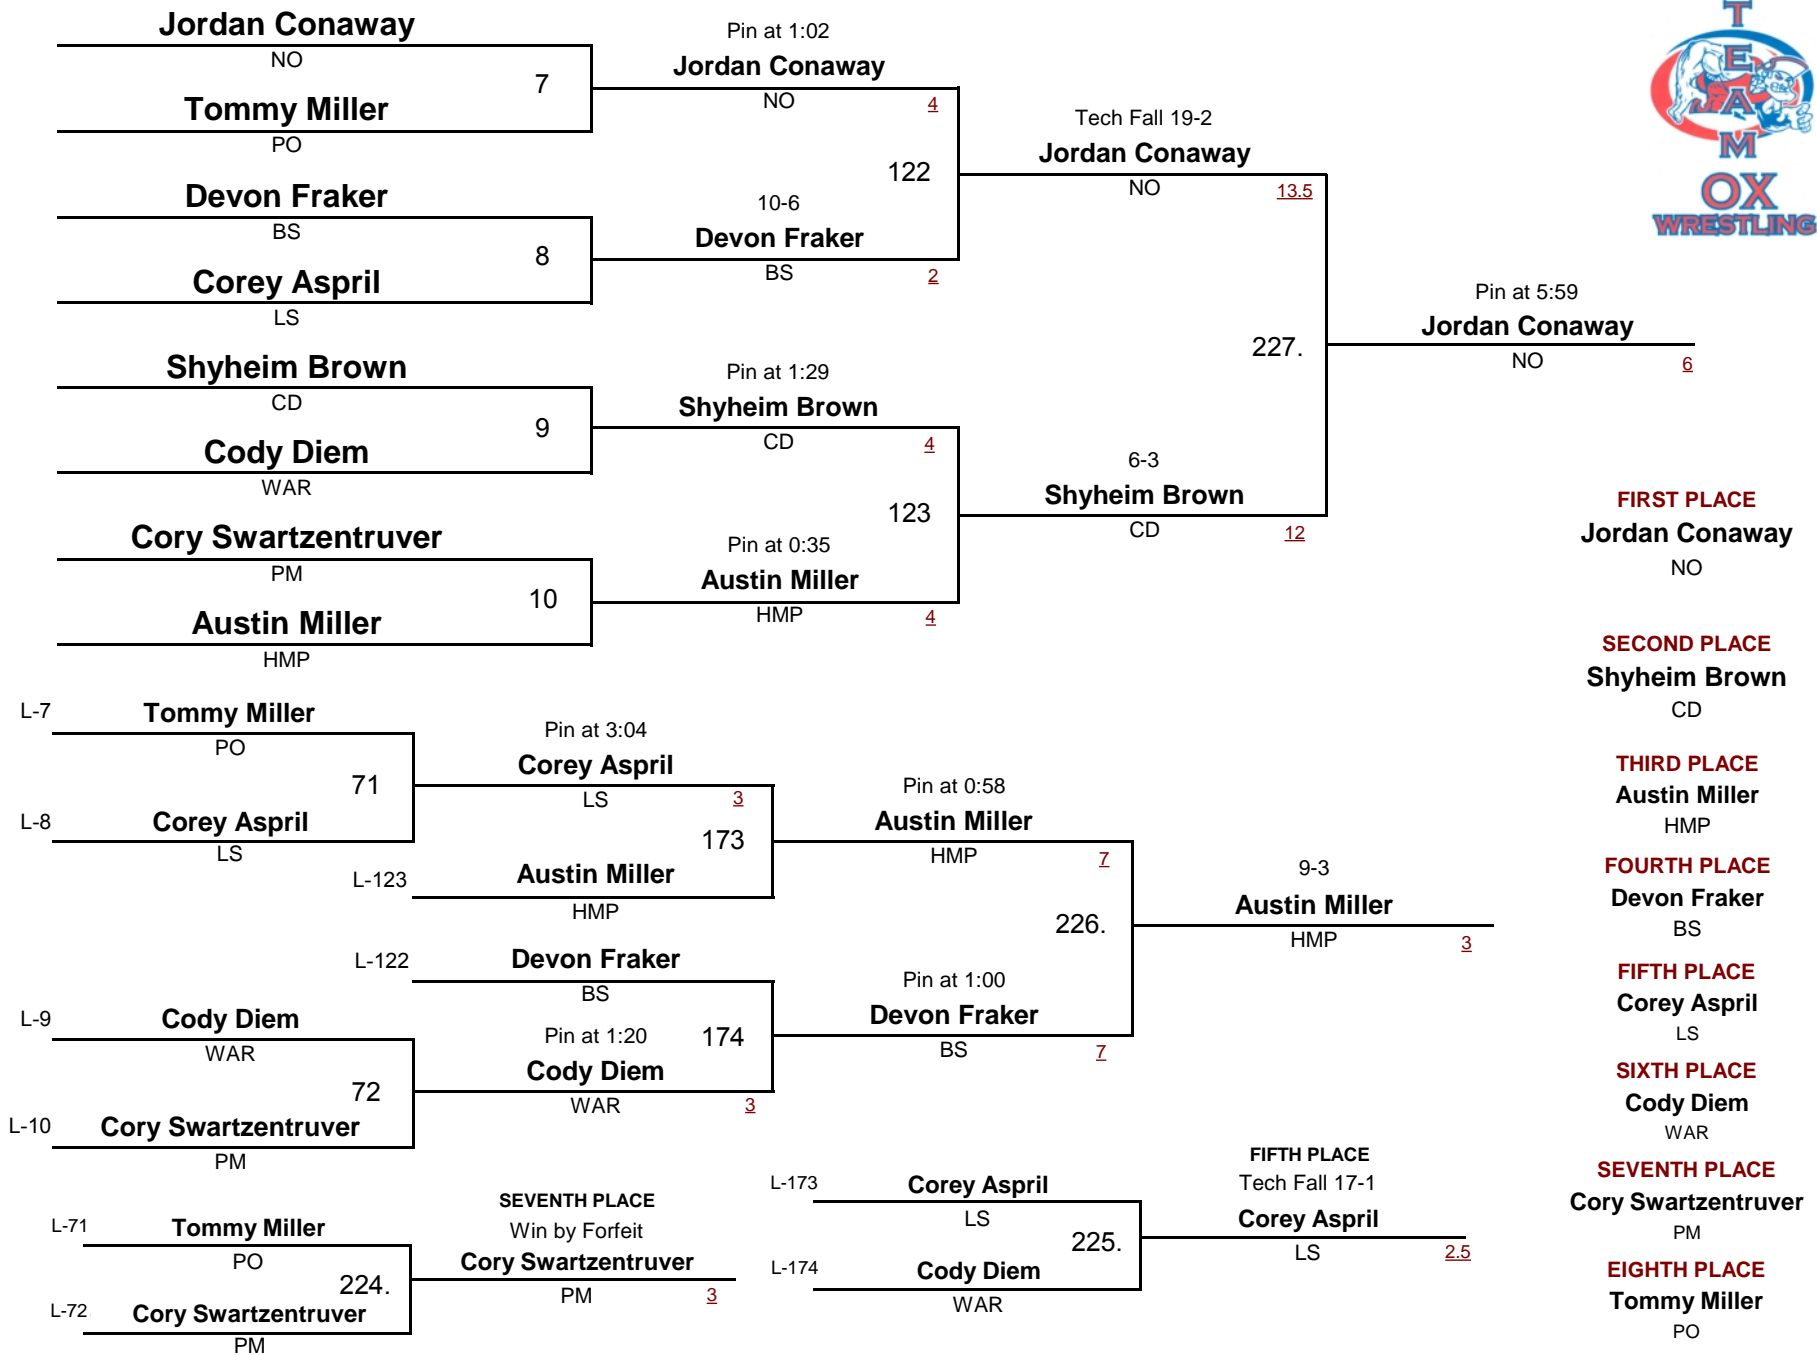 Jordan Conaway
NO
7
Tommy Miller
PO
Devon Fraker
BS
8
Corey Aspril
LS
Shyheim Brown
CD
9
Cody Diem
WAR
Cory Swartzentruver
PM
10
Austin Miller
HMP
Pin at 1:02
Jordan Conaway
NO 4
122
10-6
Devon Fraker
BS 2
Pin at 1:29
Shyheim Brown
CD 4
123
Pin at 0:35
Austin Miller
HMP 4
Tech Fall 19-2
Jordan Conaway
NO 13.5
227.
6-3
Shyheim Brown
CD 12
Pin at 5:59
Jordan Conaway
NO 6
TEAM
OX
WRESTLING
L-7 Tommy Miller
PO
71
L-8 Corey Aspril
LS
Pin at 3:04
Corey Aspril
LS 3
173
L-123 Austin Miller
HMP
L-122 Devon Fraker
BS
L-9 Cody Diem
WAR
72
L-10 Cory Swartzentruver
PM
Pin at 1:20 174
Cody Diem
WAR 3
Pin at 0:58
Austin Miller
HMP 7
226.
Pin at 1:00
Devon Fraker
BS 7
9-3
Austin Miller
HMP 3
L-71 Tommy Miller
PO
224.
L-72 Cory Swartzentruver
PM
SEVENTH PLACE
Win by Forfeit
Cory Swartzentruver
PM 3
L-173 Corey Aspril
LS
225.
L-174 Cody Diem
WAR
FIFTH PLACE
Tech Fall 17-1
Corey Aspril
LS 2.5
FIRST PLACE
Jordan Conaway
NO
SECOND PLACE
Shyheim Brown
CD
THIRD PLACE
Austin Miller
HMP
FOURTH PLACE
Devon Fraker
BS
FIFTH PLACE
Corey Aspril
LS
SIXTH PLACE
Cody Diem
WAR
SEVENTH PLACE
Cory Swartzentruver
PM
EIGHTH PLACE
Tommy Miller
PO